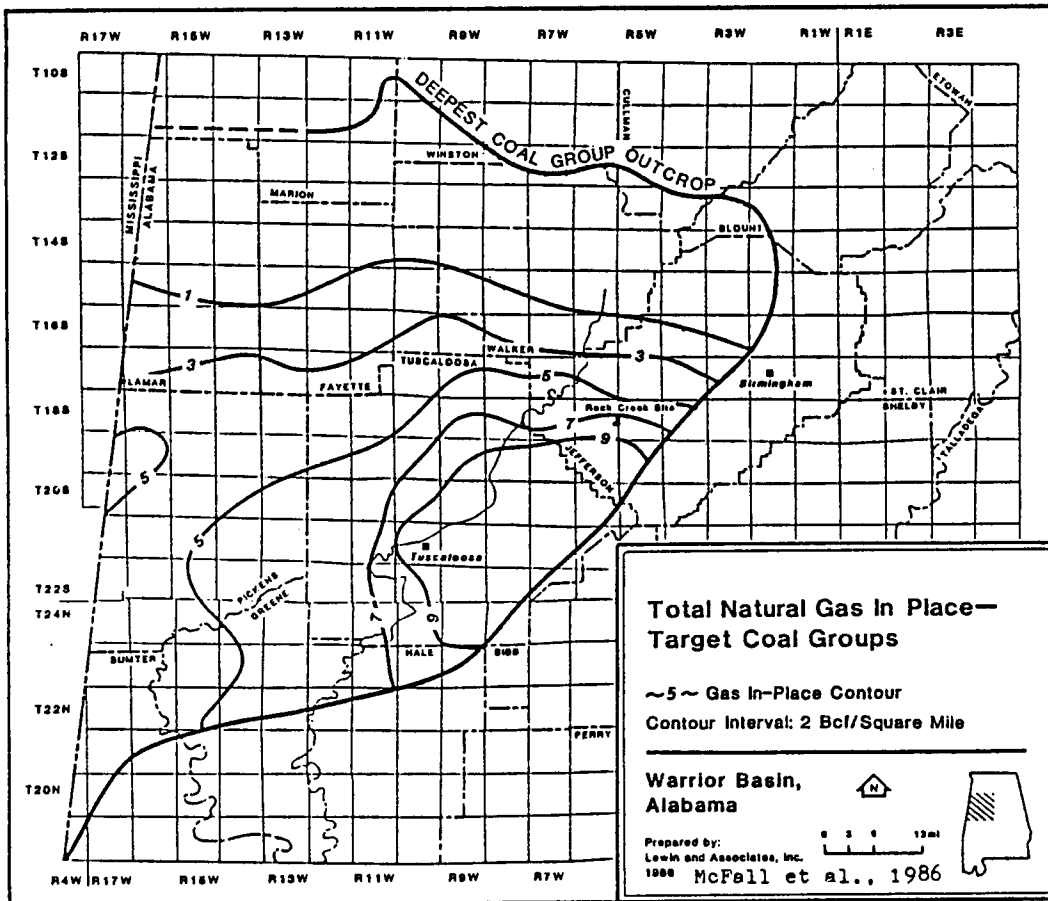 R17W R15W R13W R11W R9W R7W R5W R3W R1W R1E R3E
T10S
DEEPEST COAL GROUP OUTCROP
CULLMAN
ETOWAH
T12S
WINSTON
MISSISSIPPI
ALABAMA
MARION
T14S
BLOUNT
1
T16S
3
TUSCALOOSA
WALKER
3
LAMAR
FAYETTE
5
Birmingham
ST. CLAIR
SHELBY
TALLADEGA
T18S
Rock Creek Site
7
9
JEFFERSON
5
T20S
5
Tuscaloosa
T22S
PICKENS
GREENE
T24N
7
9
SUMTER
HALE
BIBB
T22N
PERRY
T20N
R4W R17W R15W R13W R11W R9W R7W
Total Natural Gas In Place—
Target Coal Groups
~5~ Gas In-Place Contour
Contour Interval: 2 Bcf/Square Mile
Warrior Basin,
Alabama
N
Prepared by:
Lewin and Associates, Inc.
1986
0 3 6 12mi
McFall et al., 1986